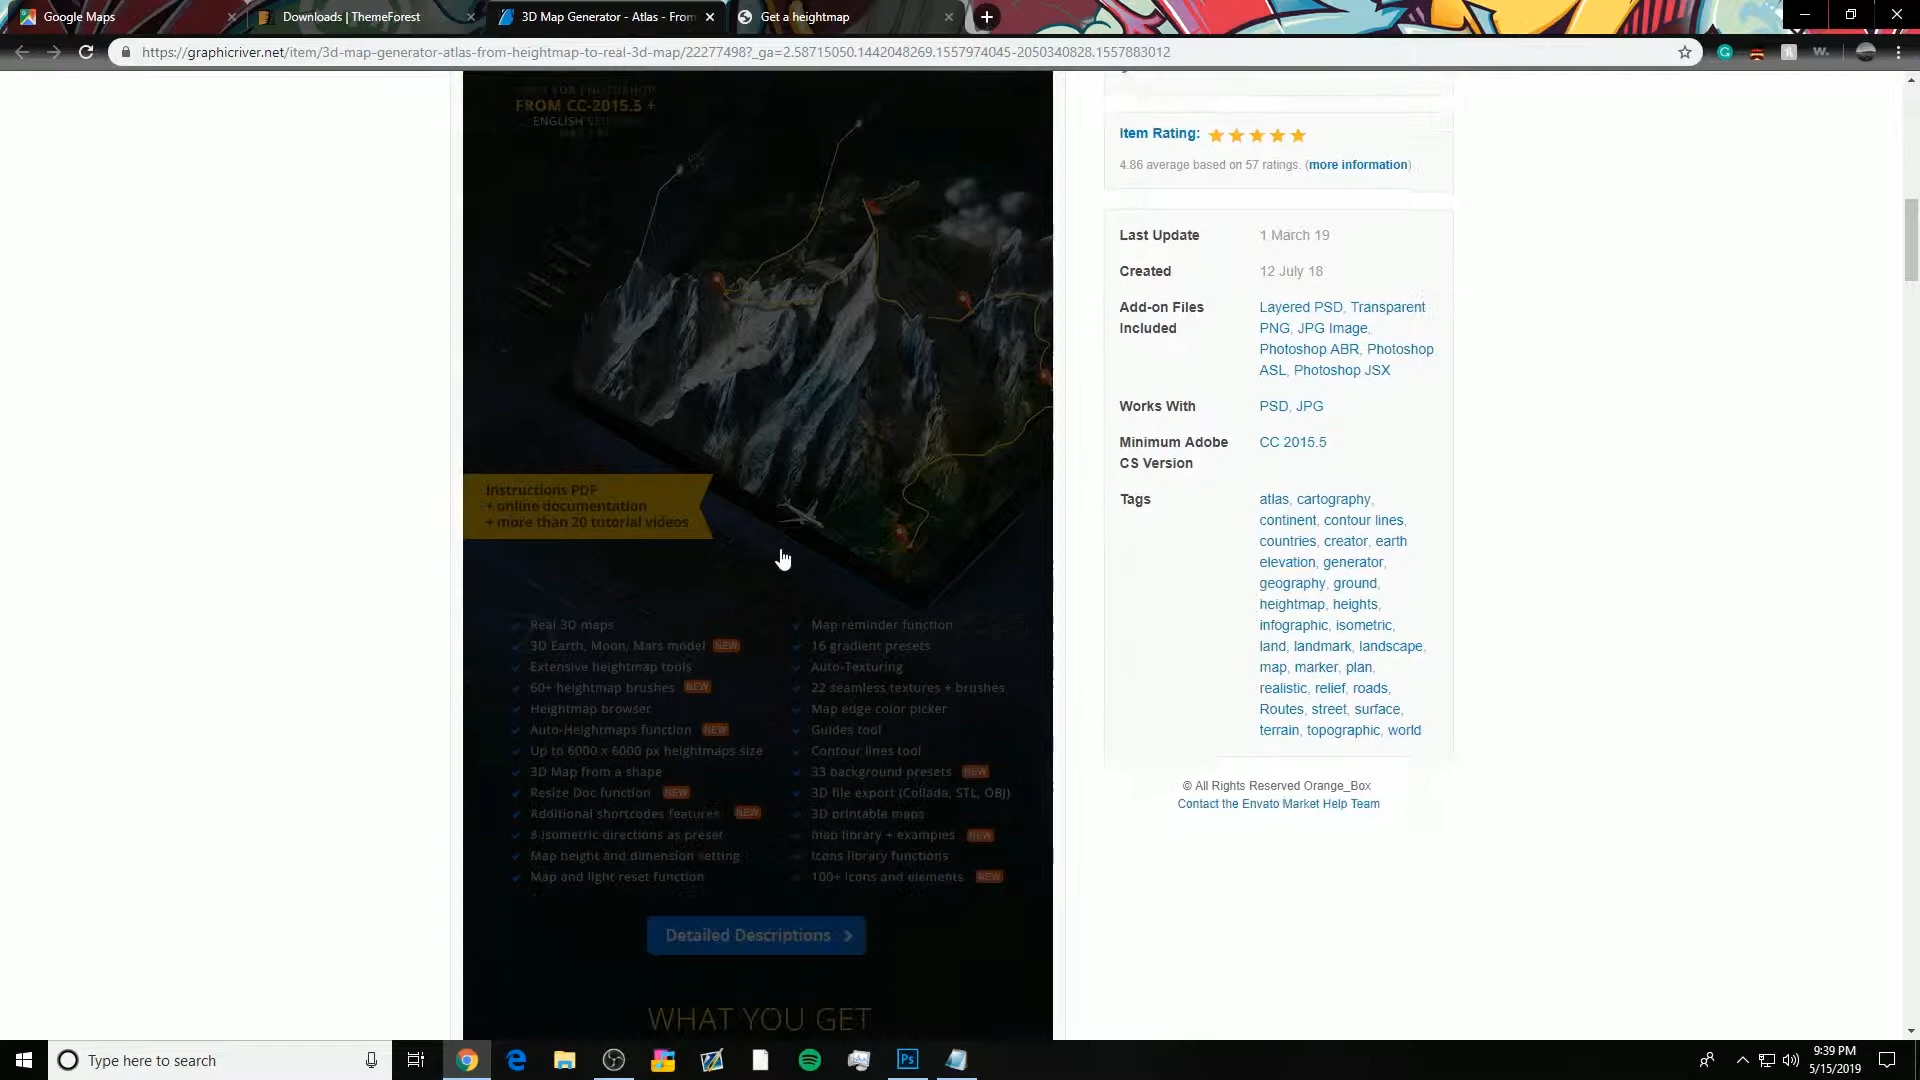 Google Maps
Downloads | ThemeForest
3D Map Generator - Atlas - From
Get a heightmap
https://graphicriver.net/item/3d-map-generator-atlas-from-heightmap-to-real-3d-map/22277498?_ga=2.58715050.1442048269.1557974045-2050340828.1557883012
FROM CC-2015.5 +
ENGLISH
Instructions PDF
+ online documentation
+ more than 20 tutorial videos
Real 3D maps
3D Earth, Moon, Mars model NEW
Extensive heightmap tools
60+ heightmap brushes NEW
Heightmap browser
Auto-Heightmaps function NEW
Up to 6000 x 6000 px heightmaps size
3D Map from a shape
Resize Doc function NEW
Additional shortcodes features NEW
8 isometric directions as preset
Map height and dimension setting
Map and light reset function
Map reminder function
16 gradient presets
Auto-Texturing
22 seamless textures + brushes
Map edge color picker
Guides tool
Contour lines tool
33 background presets NEW
3D file export (Collada, STL, OBJ)
3D printable maps
Map library + examples NEW
Icons library functions
100+ Icons and elements NEW
Detailed Descriptions
WHAT YOU GET
Item Rating:
4.86 average based on 57 ratings. (more information)
Last Update 1 March 19
Created 12 July 18
Add-on Files Included Layered PSD, Transparent
PNG, JPG Image,
Photoshop ABR, Photoshop
ASL, Photoshop JSX
Works With PSD, JPG
Minimum Adobe CS Version CC 2015.5
Tags atlas, cartography,
continent, contour lines,
countries, creator, earth
elevation, generator,
geography, ground,
heightmap, heights,
infographic, isometric,
land, landmark, landscape,
map, marker, plan,
realistic, relief, roads,
Routes, street, surface,
terrain, topographic, world
© All Rights Reserved Orange_Box
Contact the Envato Market Help Team
Type here to search
Ps
9:39 PM
5/15/2019